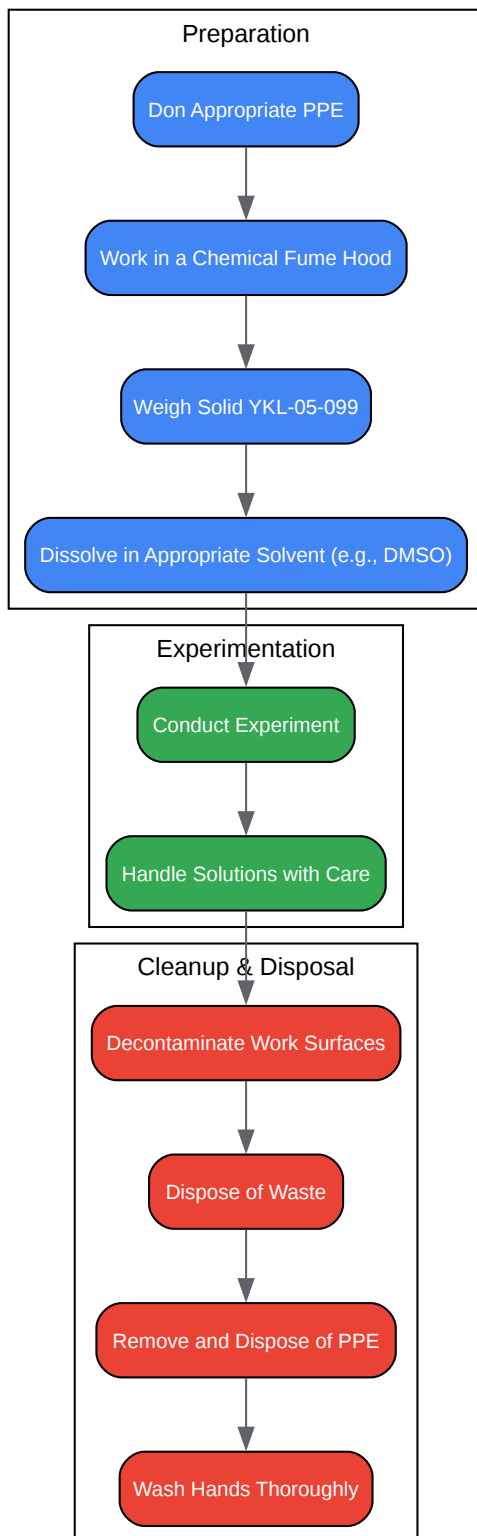 Preparation
Don Appropriate PPE
Work in a Chemical Fume Hood
Weigh Solid YKL-05-099
Dissolve in Appropriate Solvent (e.g., DMSO)
Experimentation
Conduct Experiment
Handle Solutions with Care
Cleanup & Disposal
Decontaminate Work Surfaces
Dispose of Waste
Remove and Dispose of PPE
Wash Hands Thoroughly